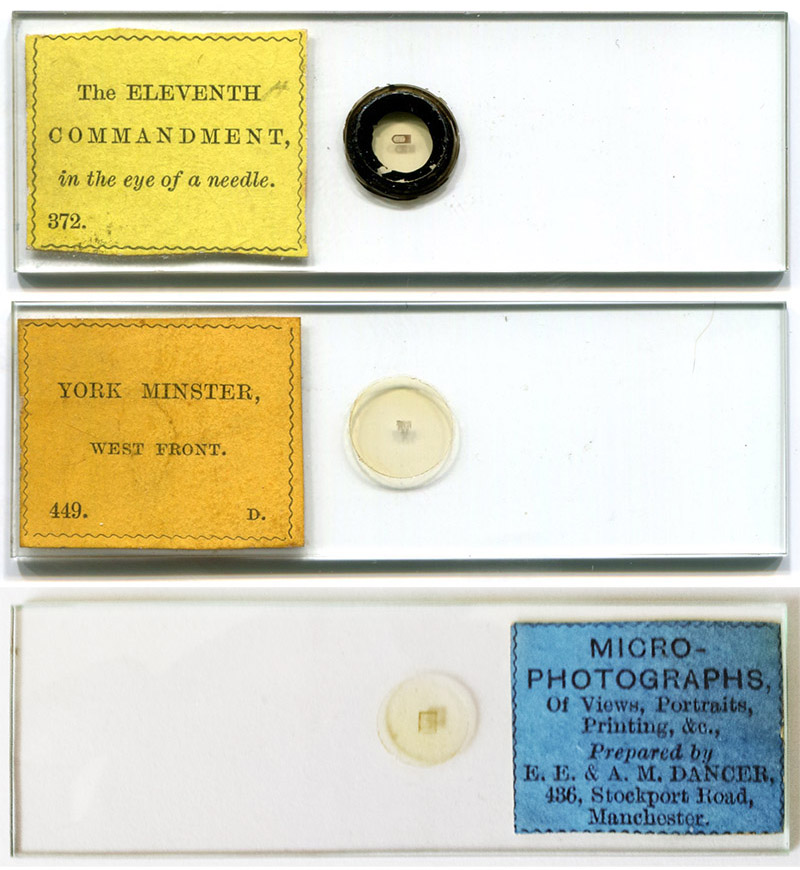 The ELEVENTH
COMMANDMENT,
in the eye of a needle.
372.
YORK MINSTER,
WEST FRONT.
449. D.
MICRO-
PHOTOGRAPHS,
Of Views, Portraits,
Printing, &c.,
Prepared by
E. E. & A. M. DANCER,
436, Stockport Road,
Manchester.